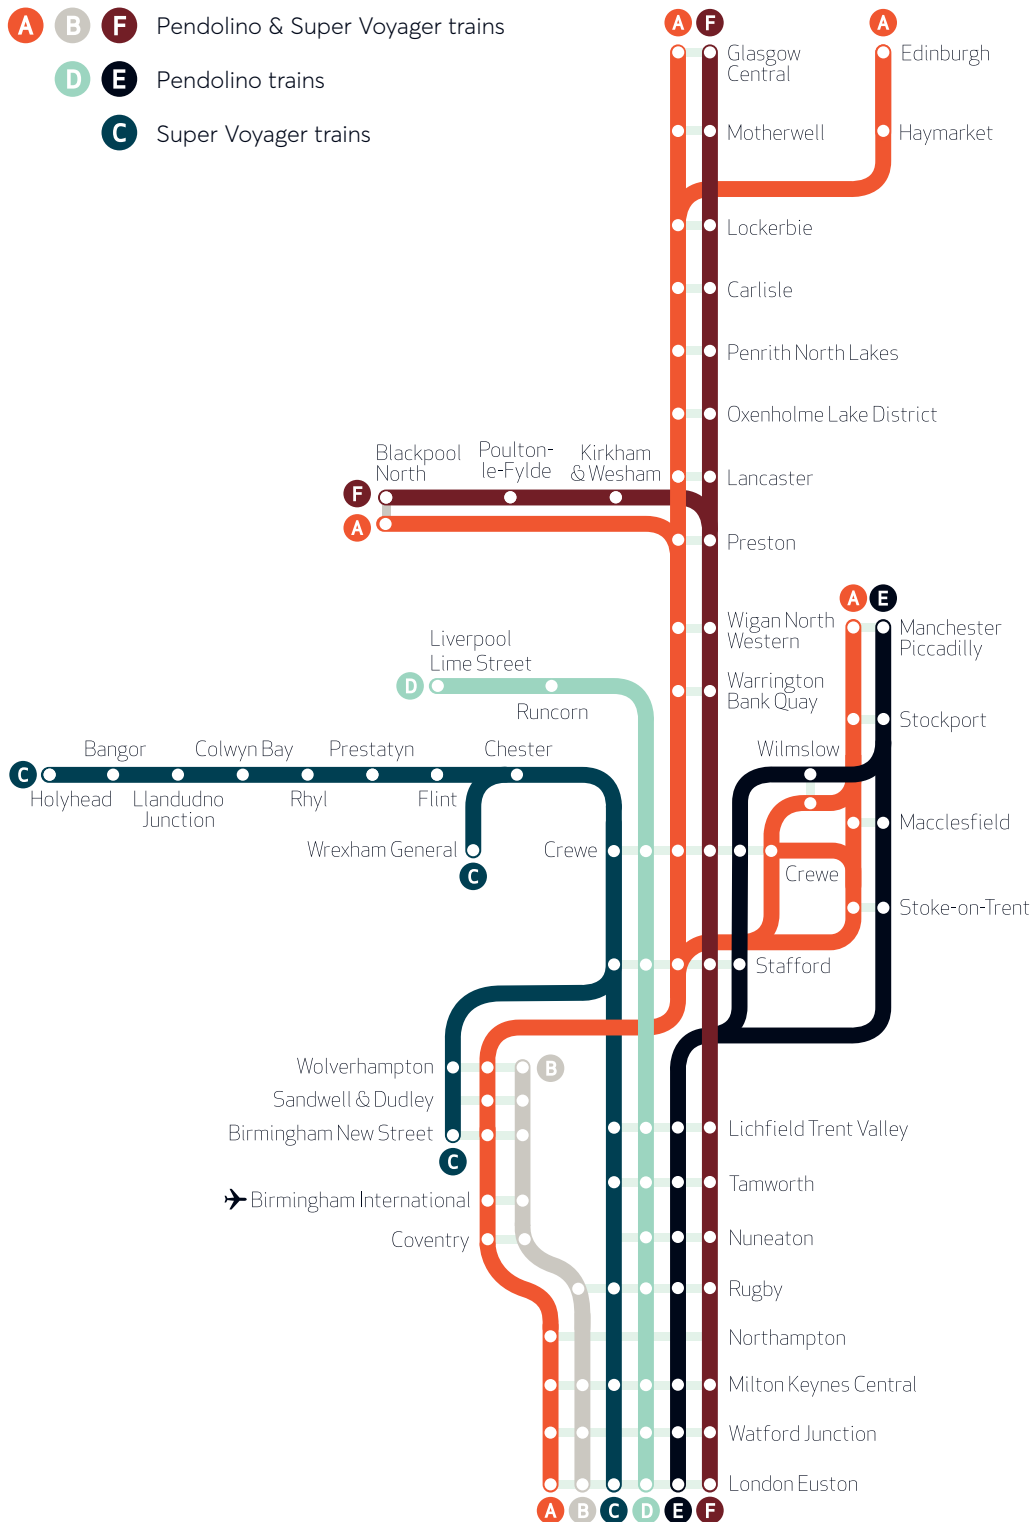 A B F Pendolino & Super Voyager trains
D E Pendolino trains
C Super Voyager trains
A F
A
Glasgow
Central
Edinburgh
Motherwell
Haymarket
Lockerbie
Carlisle
Penrith North Lakes
Oxenholme Lake District
Blackpool
North
Poulton-
le-Fylde
Kirkham
& Wesham
Lancaster
F
A
Preston
A E
Wigan North
Western
Manchester
Piccadilly
Liverpool
Lime Street
D
Runcorn
Warrington
Bank Quay
Stockport
Wilmslow
C
Bangor
Colwyn Bay
Prestatyn
Chester
Holyhead
Llandudno
Junction
Rhyl
Flint
Macclesfield
Wrexham General
C
Crewe
Crewe
Stoke-on-Trent
Stafford
Wolverhampton
B
Sandwell & Dudley
Birmingham New Street
C
Lichfield Trent Valley
Tamworth
Birmingham International
Coventry
Nuneaton
Rugby
Northampton
Milton Keynes Central
Watford Junction
London Euston
A B C D E F